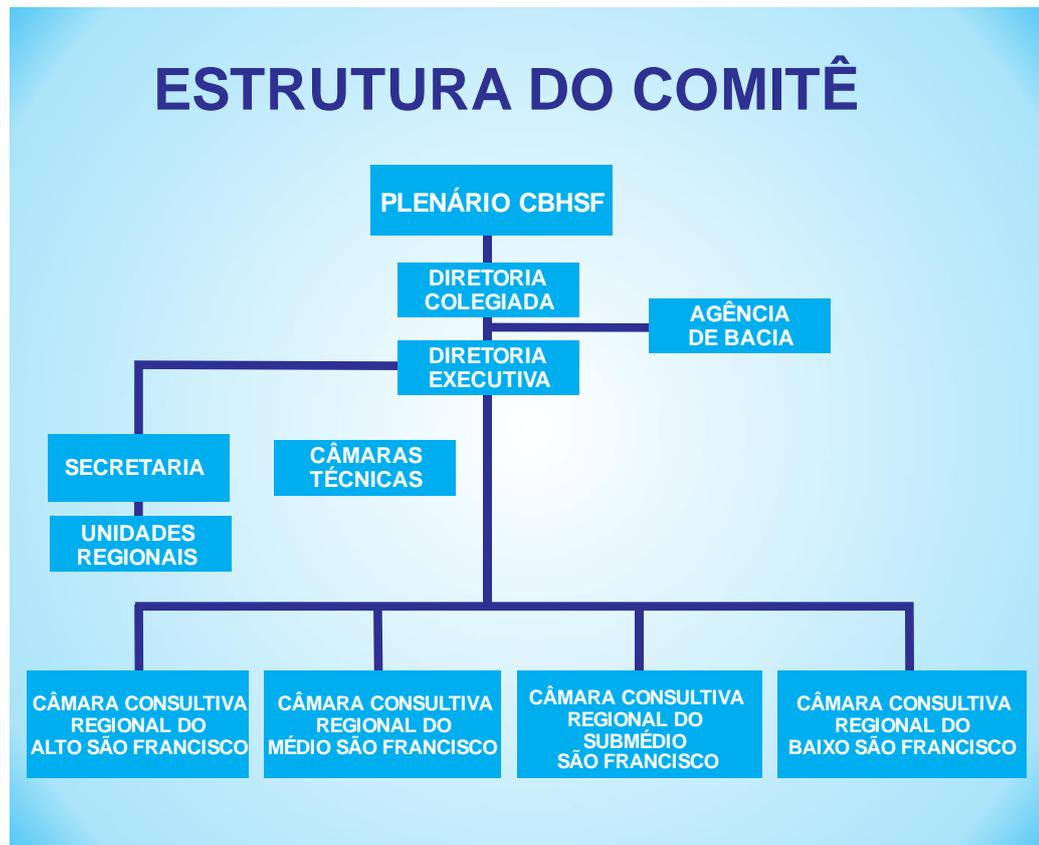 ESTRUTURA DO COMITÊ
PLENÁRIO CBHSF
DIRETORIA
COLEGIADA
AGÊNCIA
DE BACIA
DIRETORIA
EXECUTIVA
SECRETARIA
CÂMARAS
TÉCNICAS
UNIDADES
REGIONAIS
CÂMARA CONSULTIVA
REGIONAL DO
ALTO SÃO FRANCISCO
CÂMARA CONSULTIVA
REGIONAL DO
MÉDIO SÃO FRANCISCO
CÂMARA CONSULTIVA
REGIONAL DO
SUBMÉDIO
SÃO FRANCISCO
CÂMARA CONSULTIVA
REGIONAL DO
BAIXO SÃO FRANCISCO